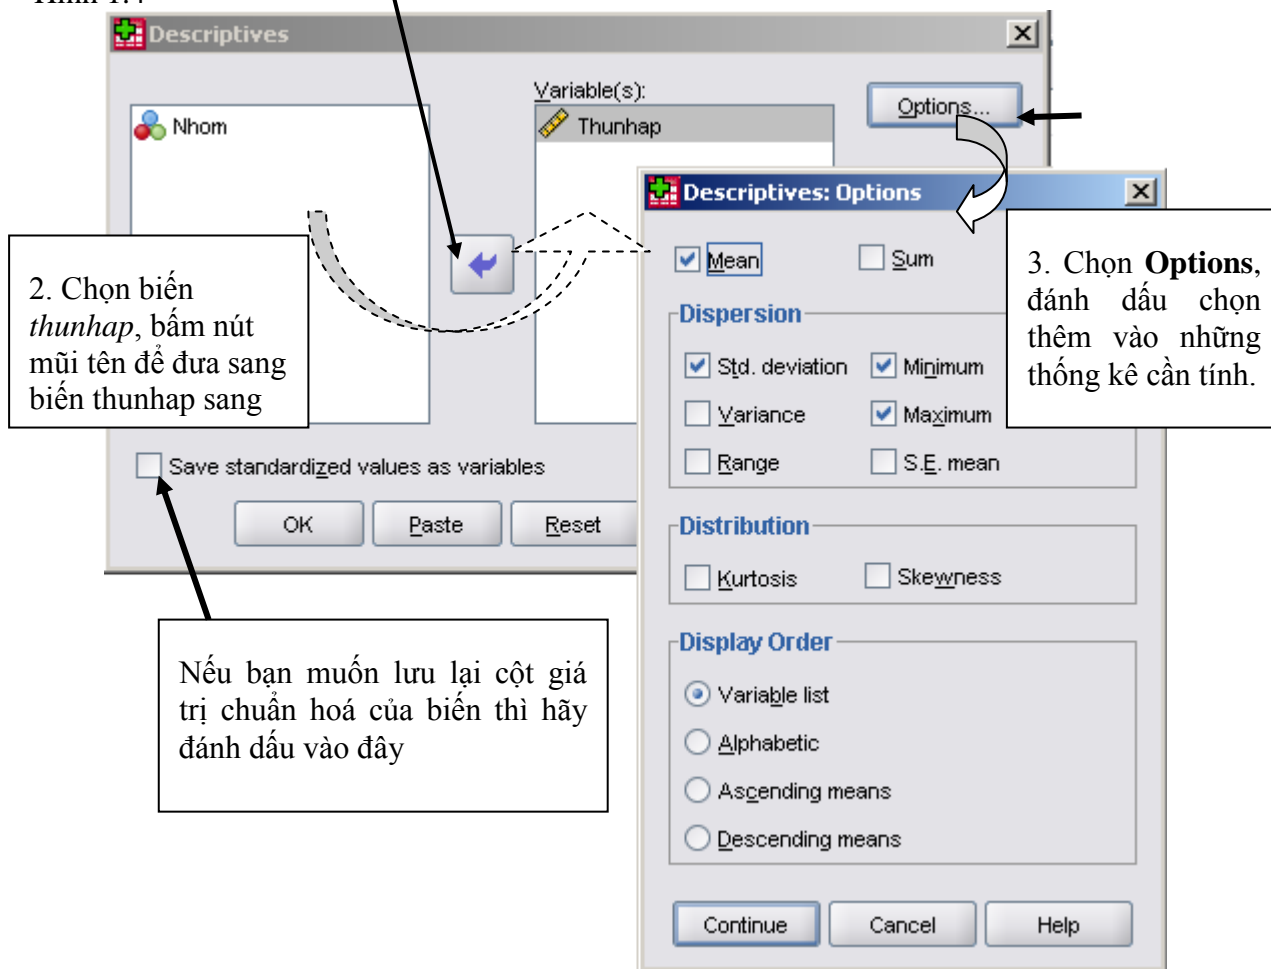 Descriptives
Variable(s):
Nhom
Thunhap
Options...
2. Chọn biến
thunhap, bấm nút
mũi tên để đưa sang
biến thunhap sang
Save standardized values as variables
OK
Paste
Reset
Nếu bạn muốn lưu lại cột giá
trị chuẩn hoá của biến thì hãy
đánh dấu vào đây
Descriptives: Options
Mean
Sum
Dispersion
Std. deviation
Minimum
Variance
Maximum
Range
S.E. mean
Distribution
Kurtosis
Skewness
Display Order
Variable list
Alphabetic
Ascending means
Descending means
Continue
Cancel
Help
3. Chọn Options,
đánh dấu chọn
thêm vào những
thống kê cần tính.